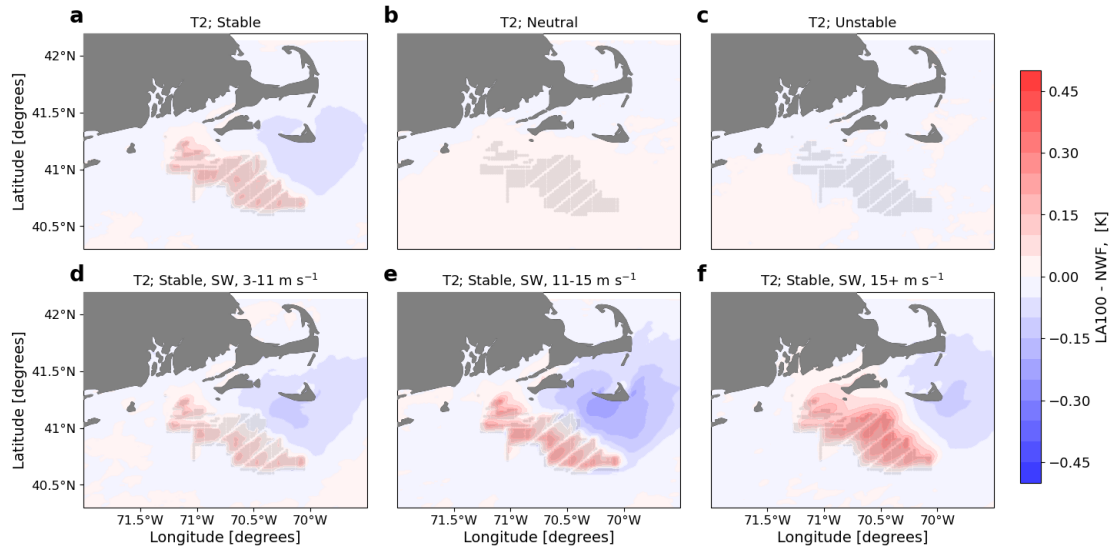 a
T2; Stable
b
T2; Neutral
c
T2; Unstable
42°N
41.5°N
41°N
40.5°N
Latitude [degrees]
d
T2; Stable, SW, 3-11 m s⁻¹
e
T2; Stable, SW, 11-15 m s⁻¹
f
T2; Stable, SW, 15+ m s⁻¹
42°N
41.5°N
41°N
40.5°N
Latitude [degrees]
71.5°W 71°W 70.5°W 70°W
Longitude [degrees]
71.5°W 71°W 70.5°W 70°W
Longitude [degrees]
71.5°W 71°W 70.5°W 70°W
Longitude [degrees]
0.45
0.30
0.15
0.00
−0.15
−0.30
−0.45
LA100 - NWF, [K]